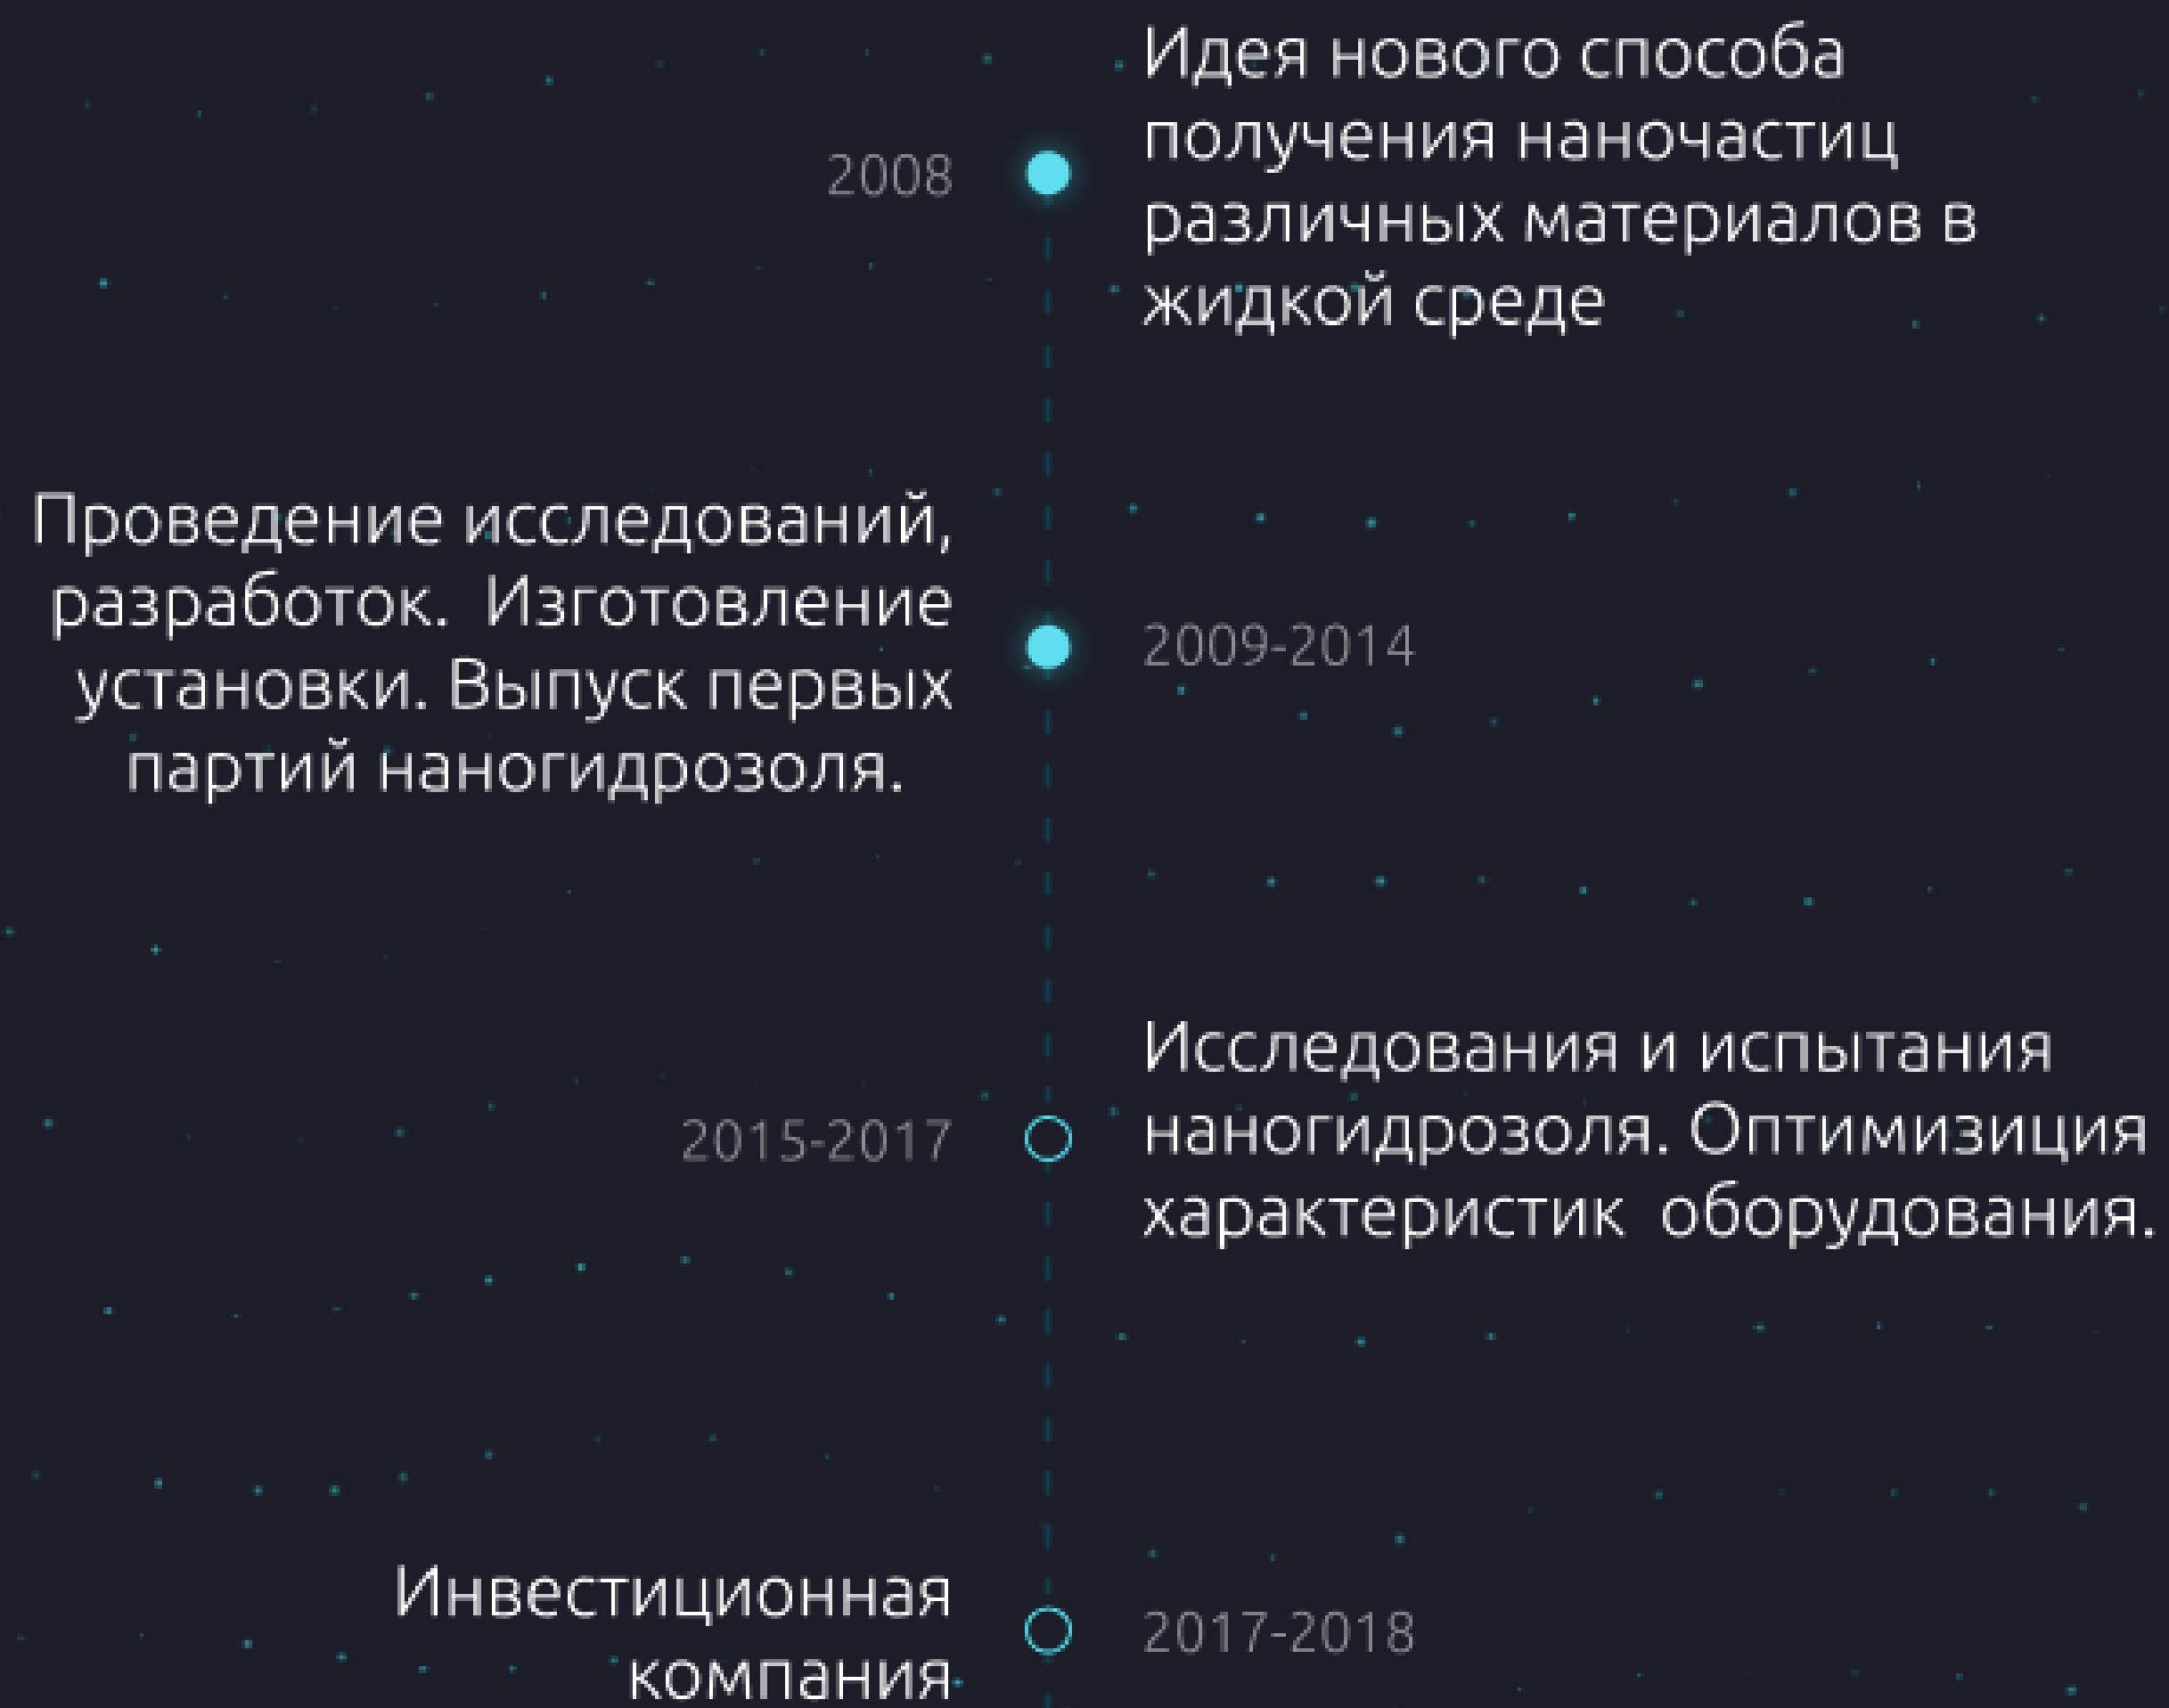 Идея нового способа
получения наночастиц
2008
различных материалов в
жидкой среде
Проведение исследований,
разработок.  Изготовление
2009-2014
установки. Выпуск первых
партий наногидрозоля.
Исследования и испытания
2015-2017
наногидрозоля. Оптимизиция
характеристик  оборудования.
Инвестиционная
2017-2018
компания